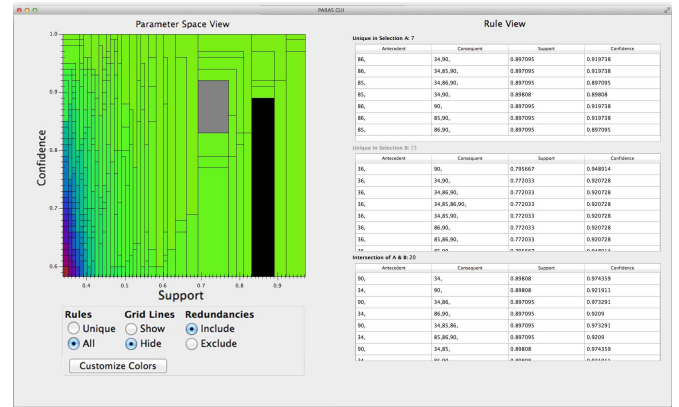 PARAS GUI
Parameter Space View
1.0
0.9
0.8
0.7
0.6
Confidence
0.4 0.5 0.6 0.7 0.8 0.9
Support
Rules Grid Lines Redundancies
Unique Show Include
All Hide Exclude
Customize Colors
Rule View
Unique in Selection A: 7
Antecedent Consequent Support Confidence
86, 34,90, 0.897095 0.919738
86, 34,85,90, 0.897095 0.919738
85, 34,86,90, 0.897095 0.897095
85, 34,90, 0.89808 0.89808
86, 90, 0.897095 0.919738
86, 85,90, 0.897095 0.919738
85, 86,90, 0.897095 0.897095
Unique in Selection B: 15
Antecedent Consequent Support Confidence
36, 90, 0.795667 0.948914
36, 34,90, 0.772033 0.920728
36, 34,86,90, 0.772033 0.920728
36, 34,85,86,90, 0.772033 0.920728
36, 34,85,90, 0.772033 0.920728
36, 86,90, 0.772033 0.920728
36, 85,86,90, 0.772033 0.920728
Intersection of A & B: 20
Antecedent Consequent Support Confidence
90, 34, 0.89808 0.974359
34, 90, 0.89808 0.921911
90, 34,86, 0.897095 0.973291
34, 86,90, 0.897095 0.9209
90, 34,85,86, 0.897095 0.973291
34, 85,86,90, 0.897095 0.9209
90, 34,85, 0.89808 0.974359